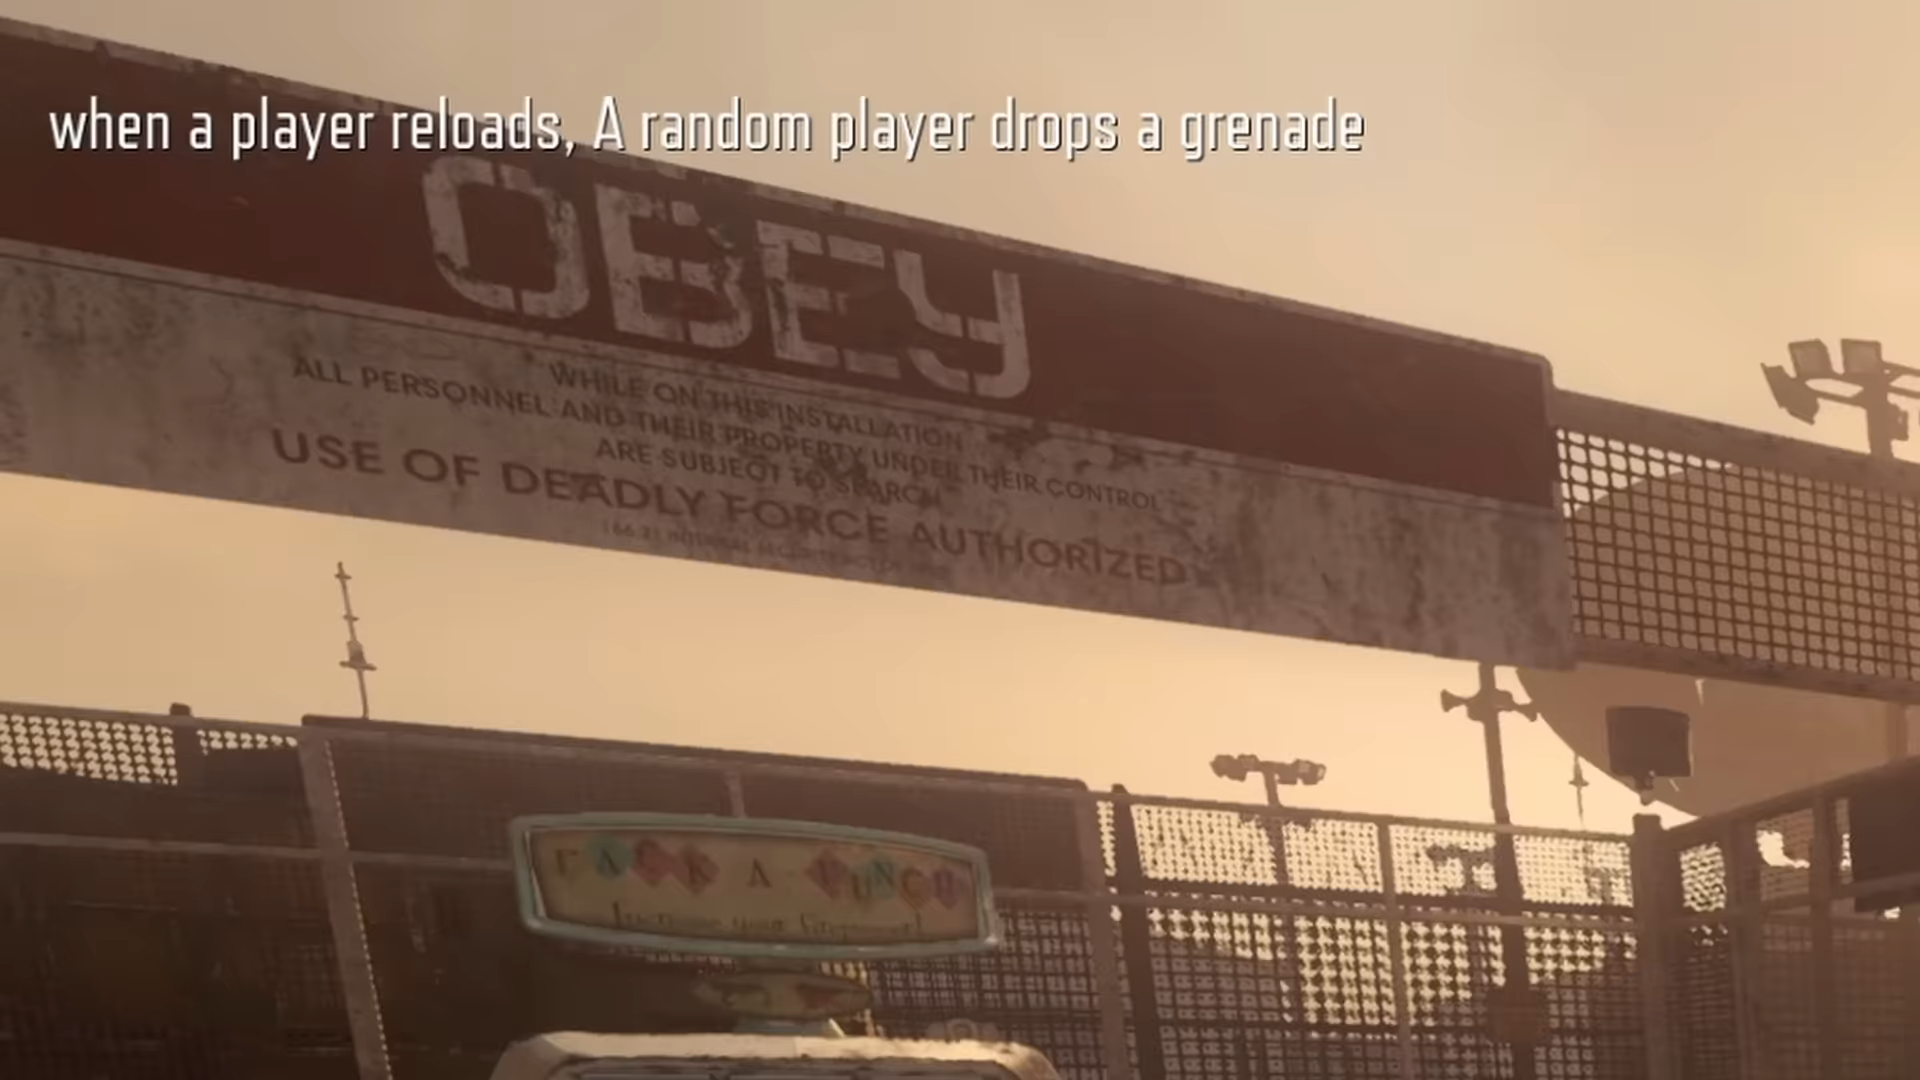 when a player reloads, A random player drops a grenade
OBEY
WHILE ON THIS INSTALLATION
ALL PERSONNEL AND THEIR PROPERTY UNDER THEIR CONTROL
ARE SUBJECT TO SEARCH
USE OF DEADLY FORCE AUTHORIZED
PACK A PUNCH